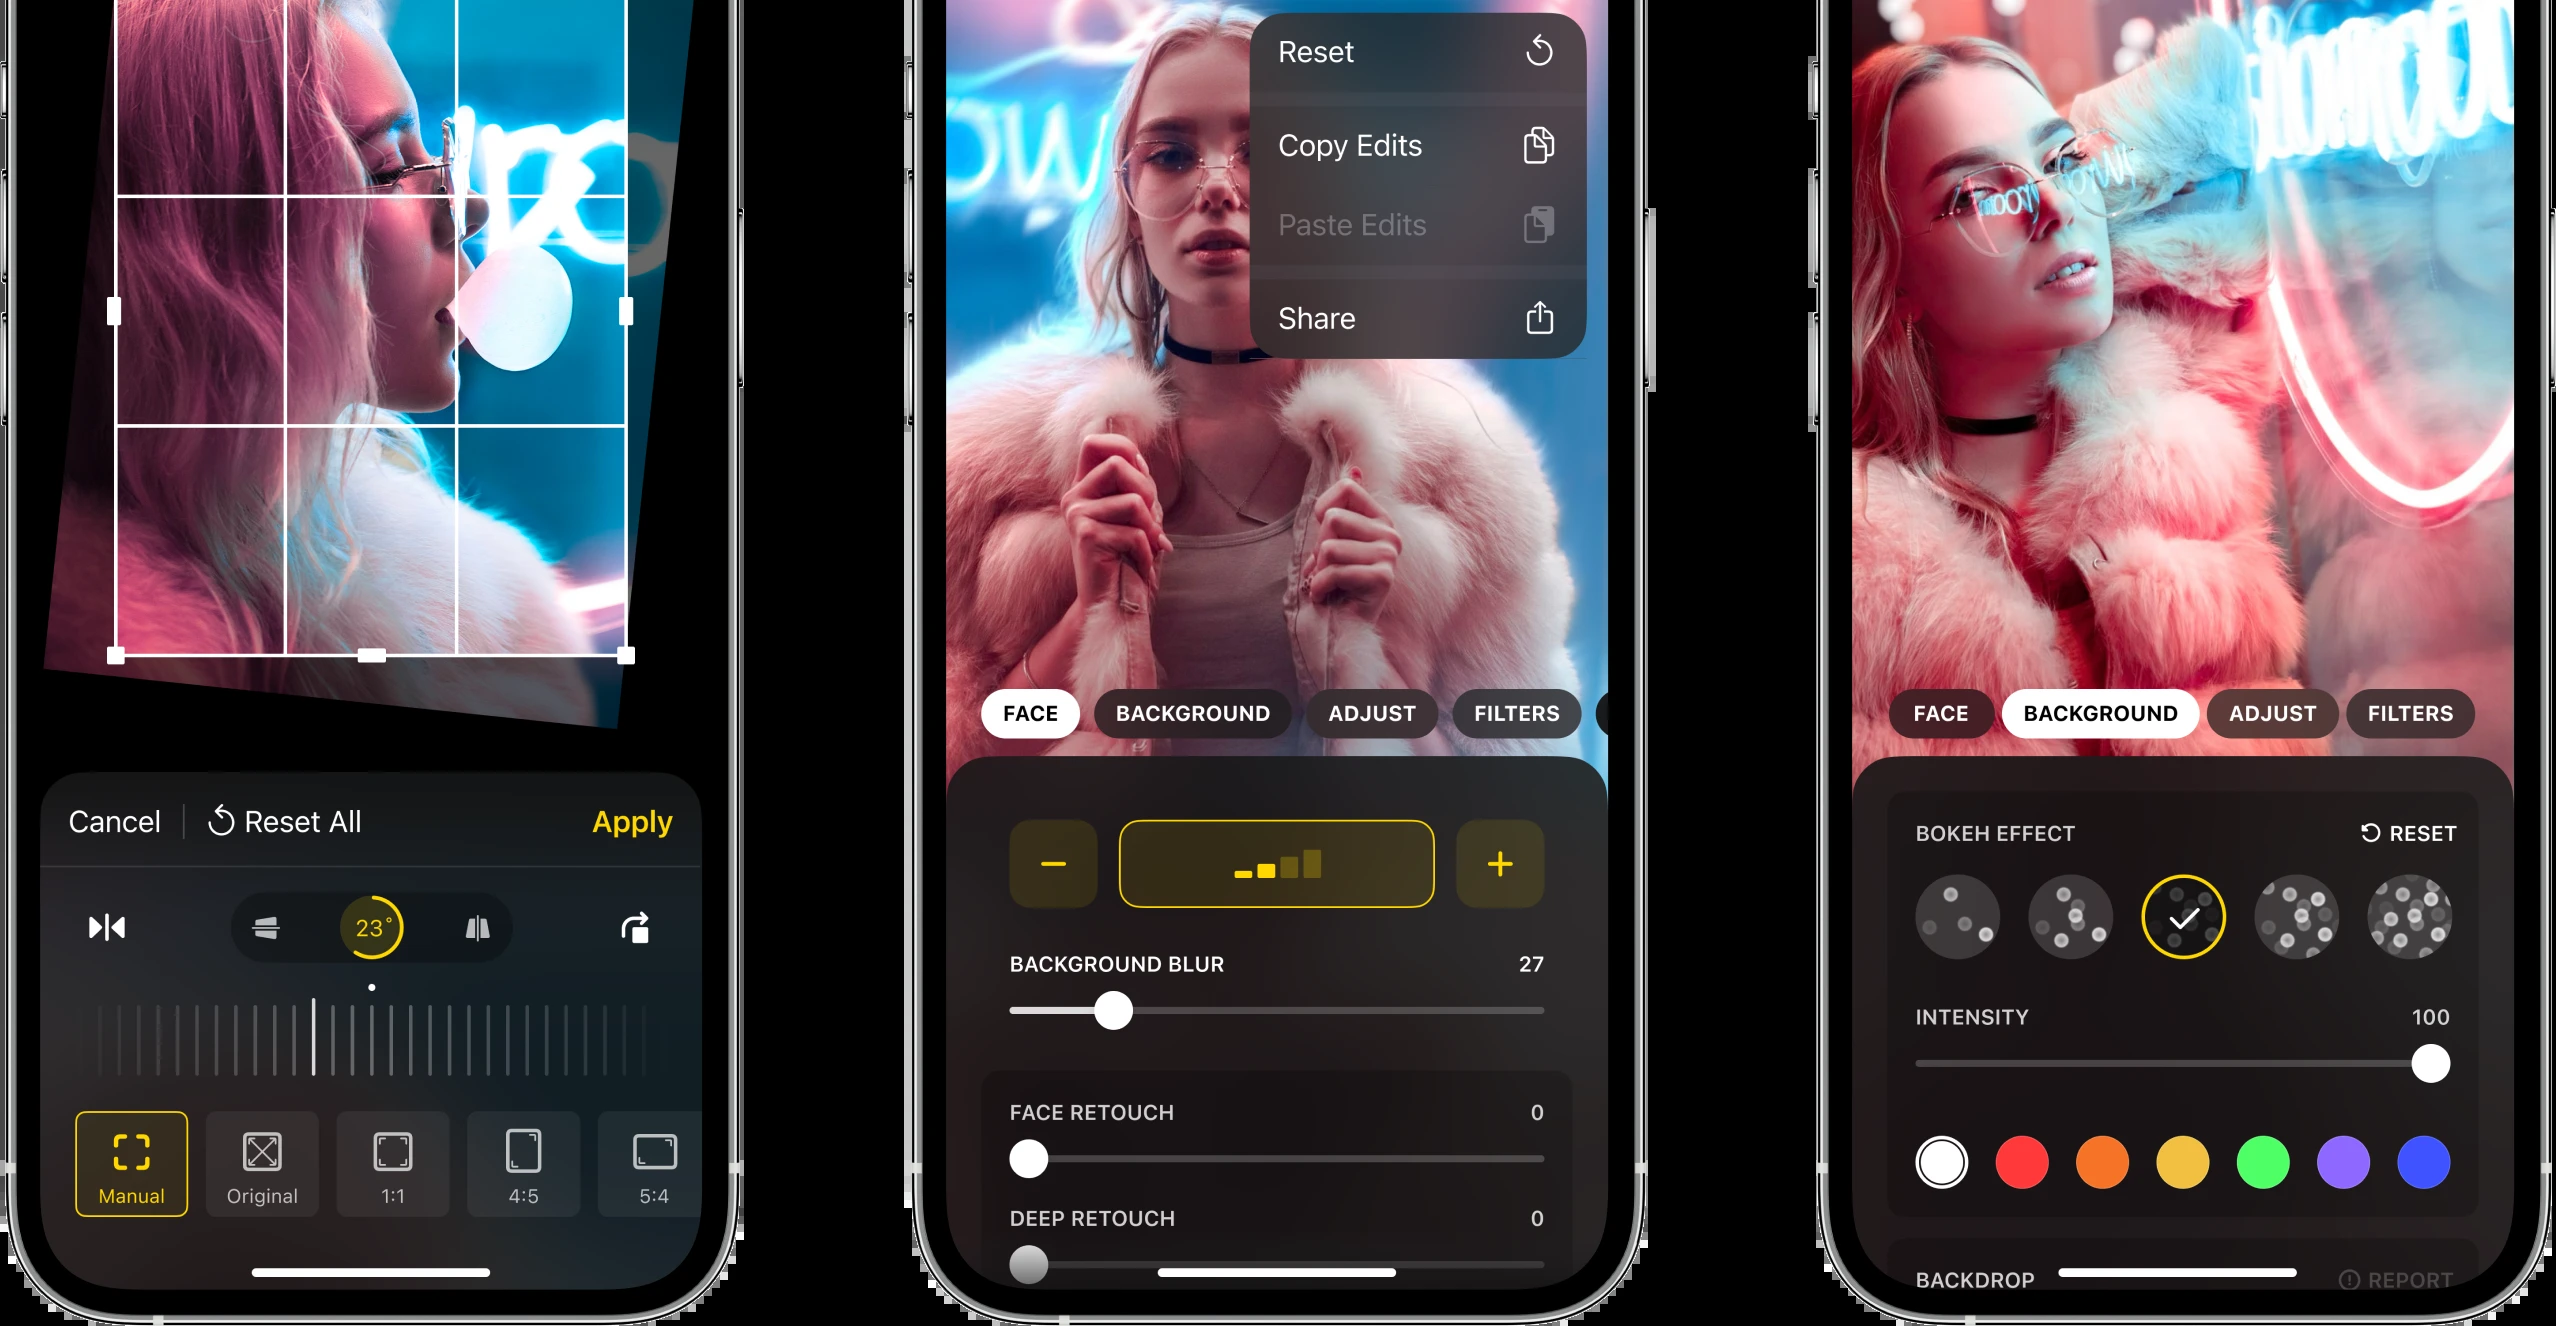 Cancel
Reset All
Apply
23°
Manual
Original
1:1
4:5
5:4
Reset
Copy Edits
Paste Edits
Share
FACE
BACKGROUND
ADJUST
FILTERS
BACKGROUND BLUR
27
FACE RETOUCH
0
DEEP RETOUCH
0
FACE
BACKGROUND
ADJUST
FILTERS
BOKEH EFFECT
RESET
INTENSITY
100
BACKDROP
REPORT